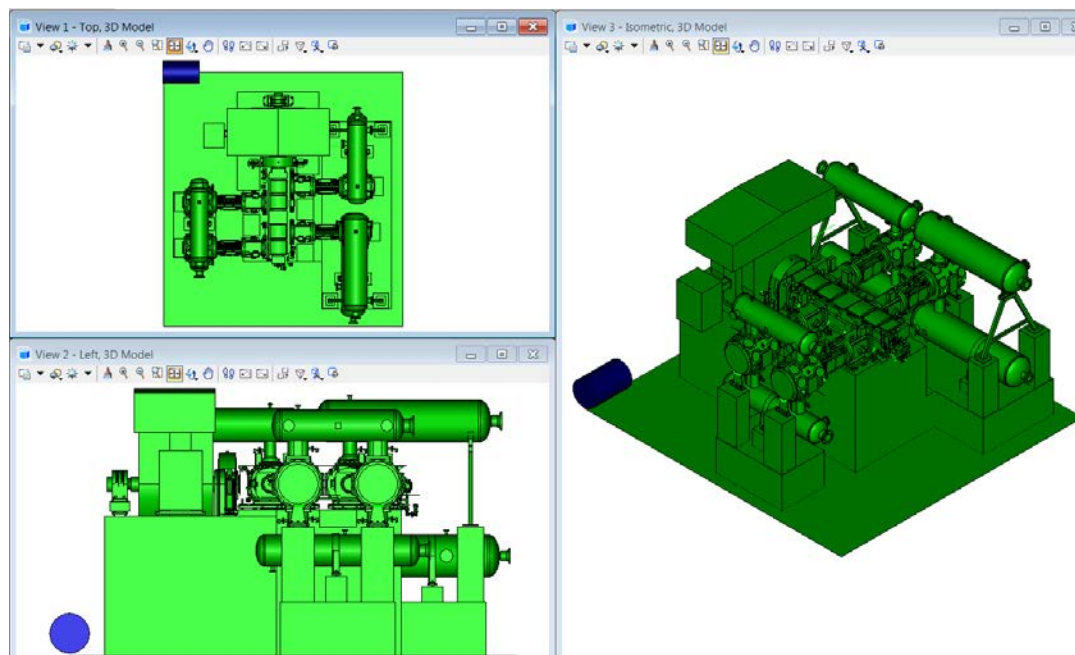 View 1 - Top, 3D Model
View 3 - Isometric, 3D Model
View 2 - Left, 3D Model